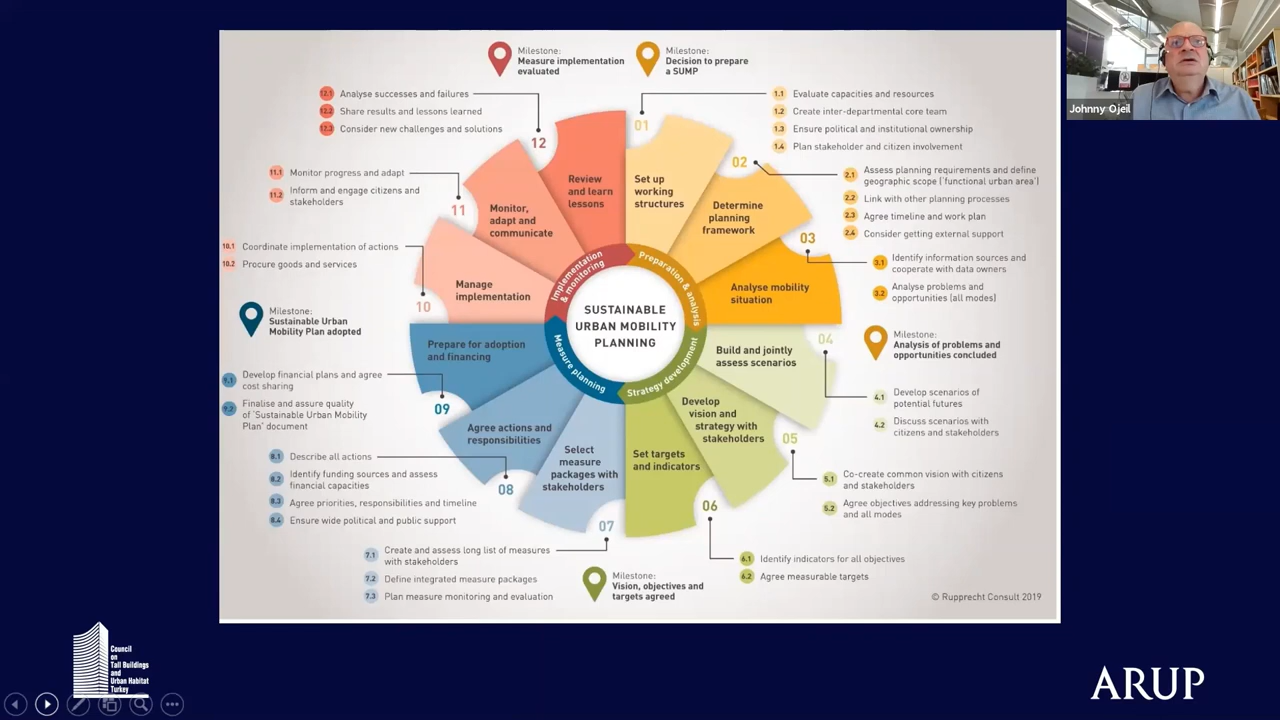 Milestone:
Measure implementation
evaluated
Milestone:
Decision to prepare
a SUMP
Johnny Ojeil
12.1 Analyse successes and failures
12.2 Share results and lessons learned
12.3 Consider new challenges and solutions
1.1 Evaluate capacities and resources
1.2 Create inter-departmental core team
1.3 Ensure political and institutional ownership
1.4 Plan stakeholder and citizen involvement
11.1 Monitor progress and adapt
11.2 Inform and engage citizens and
stakeholders
2.1 Assess planning requirements and define
geographic scope ('functional urban area')
2.2 Link with other planning processes
2.3 Agree timeline and work plan
2.4 Consider getting external support
10.1 Coordinate implementation of actions
10.2 Procure goods and services
3.1 Identify information sources and
cooperate with data owners
3.2 Analyse problems and
opportunities (all modes)
Milestone:
Sustainable Urban
Mobility Plan adopted
Milestone:
Analysis of problems and
opportunities concluded
9.1 Develop financial plans and agree
cost sharing
9.2 Finalise and assure quality
of 'Sustainable Urban Mobility
Plan' document
4.1 Develop scenarios of
potential futures
4.2 Discuss scenarios with
citizens and stakeholders
8.1 Describe all actions
8.2 Identify funding sources and assess
financial capacities
8.3 Agree priorities, responsibilities and timeline
8.4 Ensure wide political and public support
5.1 Co-create common vision with citizens
and stakeholders
5.2 Agree objectives addressing key problems
and all modes
7.1 Create and assess long list of measures
with stakeholders
7.2 Define integrated measure packages
7.3 Plan measure monitoring and evaluation
6.1 Identify indicators for all objectives
6.2 Agree measurable targets
Milestone:
Vision, objectives and
targets agreed
01
Set up
working
structures
02
Determine
planning
framework
03
Analyse mobility
situation
04
Build and jointly
assess scenarios
05
Develop
vision and
strategy with
stakeholders
06
Set targets
and indicators
07
Select
measure
packages with
stakeholders
08
Agree actions and
responsibilities
09
Prepare for adoption
and financing
10
Manage
implementation
11
Monitor,
adapt and
communicate
12
Review
and learn
lessons
Preparation & analysis
Strategy development
Measure planning
Implementation
& monitoring
SUSTAINABLE
URBAN MOBILITY
PLANNING
© Rupprecht Consult 2019
Council
on
Tall Buildings
and
Urban Habitat
Turkey
ARUP